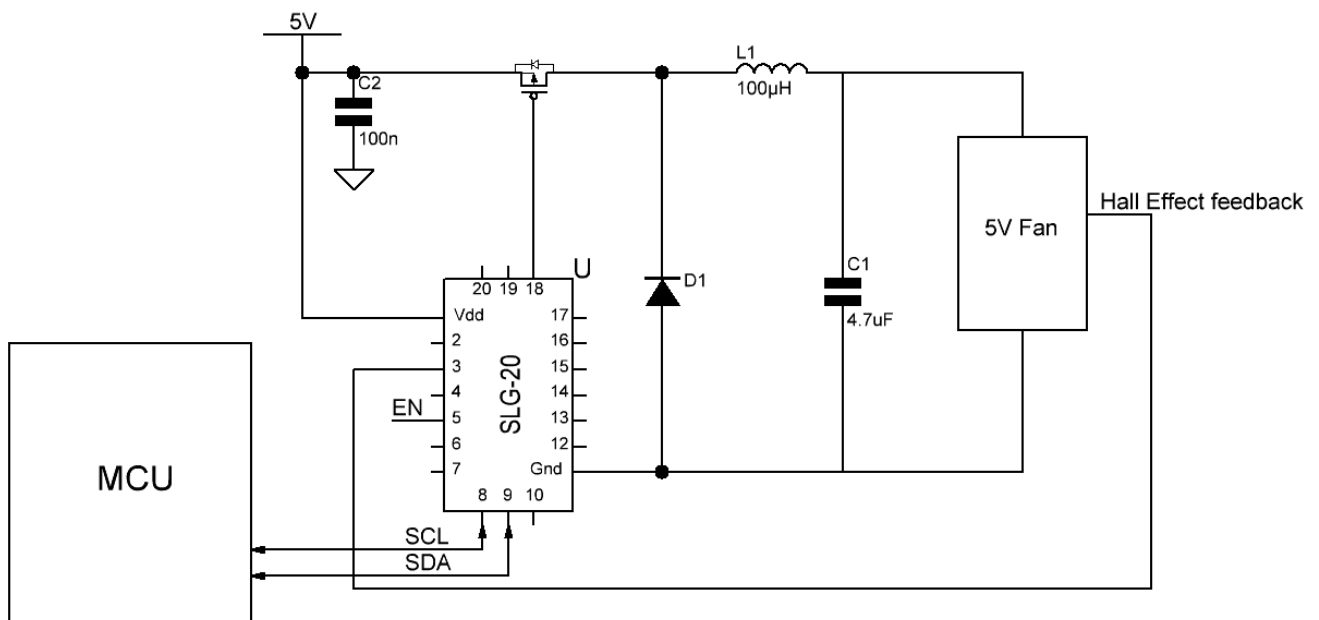 5V
C2
100n
L1
100µH
Hall Effect feedback
5V Fan
D1
C1
4.7uF
U
20 19 18
Vdd 17
2 16
3 15
4 14
EN 5 13
6 12
7 Gnd
8 9 10
SLG-20
MCU
SCL
SDA